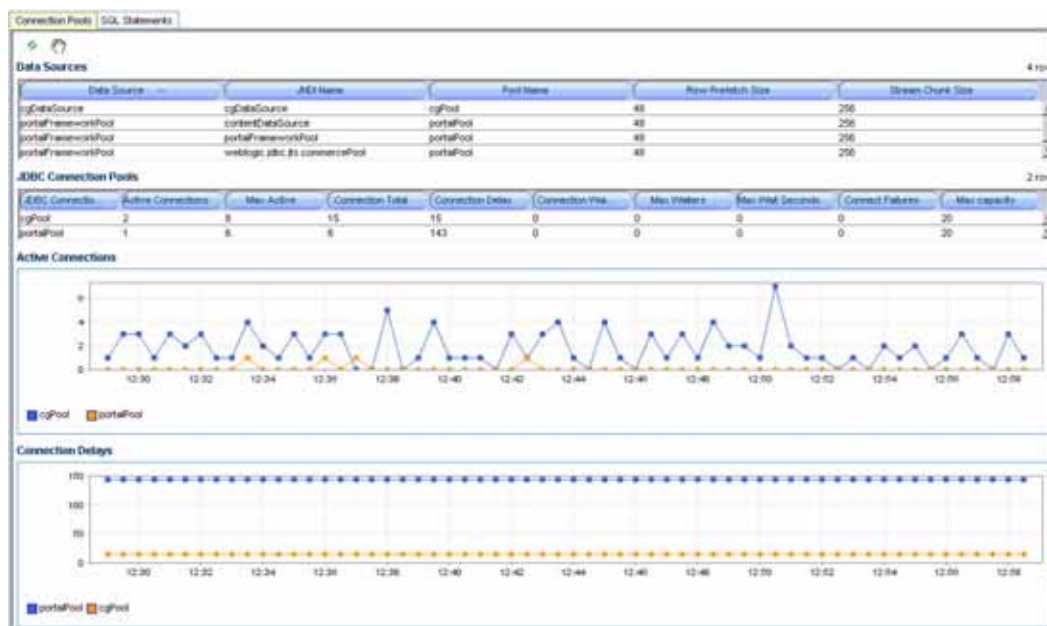 Connection Pools SQL Statements
Data Sources 4 ro
Data Source JNDI Name Pool Name Row Prefetch Size Stream Chunk Size
cgDataSource cgDataSource cgPool 48 256
portalFrameworkPool contentDataSource portalPool 48 256
portalFrameworkPool portalFrameworkPool portalPool 48 256
portalFrameworkPool weblogic.jdbc.jts.commercePool portalPool 48 256
JDBC Connection Pools 2 ro
JDBC Connectio... Active Connections Max Active Connection Total Connection Delay Connection Wai... Max Waiters Max Wait Seconds Connect Failures Max capacity
cgPool 2 8 15 15 0 0 0 0 20
portalPool 1 6 6 143 0 0 0 0 20
Active Connections
6
4
2
0
12:30 12:32 12:34 12:36 12:38 12:40 12:42 12:44 12:46 12:48 12:50 12:52 12:54 12:56 12:58
cgPool portalPool
Connection Delays
150
100
50
0
12:30 12:32 12:34 12:36 12:38 12:40 12:42 12:44 12:46 12:48 12:50 12:52 12:54 12:56 12:58
portalPool cgPool